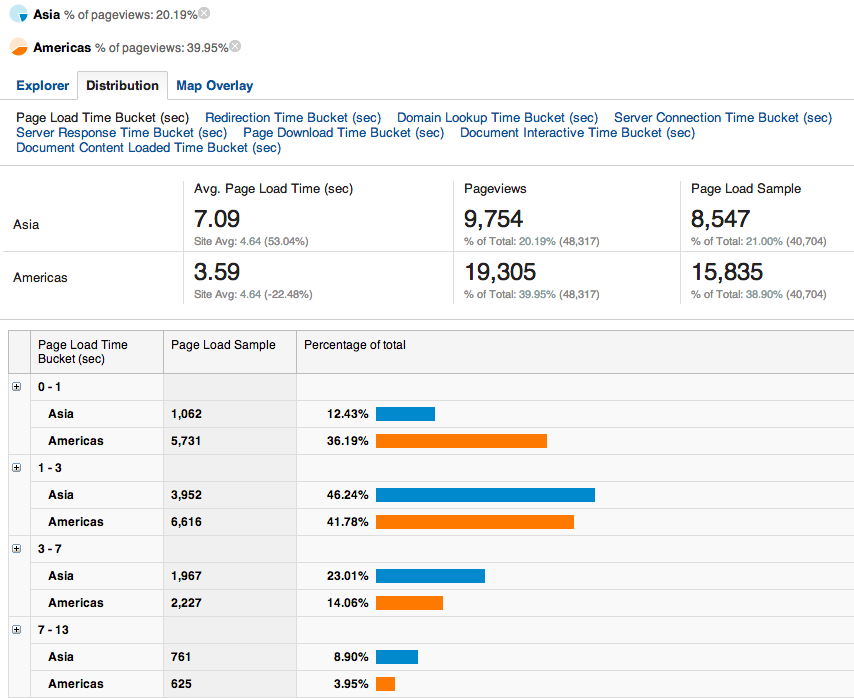 Asia % of pageviews: 20.19%
Americas % of pageviews: 39.95%
Explorer Distribution Map Overlay
Page Load Time Bucket (sec) Redirection Time Bucket (sec) Domain Lookup Time Bucket (sec) Server Connection Time Bucket (sec)
Server Response Time Bucket (sec) Page Download Time Bucket (sec) Document Interactive Time Bucket (sec)
Document Content Loaded Time Bucket (sec)
Avg. Page Load Time (sec) Pageviews Page Load Sample
Asia 7.09 9,754 8,547
Site Avg: 4.64 (53.04%) % of Total: 20.19% (48,317) % of Total: 21.00% (40,704)
Americas 3.59 19,305 15,835
Site Avg: 4.64 (-22.48%) % of Total: 39.95% (48,317) % of Total: 38.90% (40,704)
Page Load Time Page Load Sample Percentage of total
Bucket (sec)
0 - 1
Asia 1,062 12.43%
Americas 5,731 36.19%
1 - 3
Asia 3,952 46.24%
Americas 6,616 41.78%
3 - 7
Asia 1,967 23.01%
Americas 2,227 14.06%
7 - 13
Asia 761 8.90%
Americas 625 3.95%